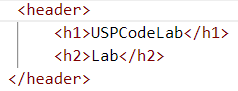 <header>
<h1>USPCodeLab</h1>
<h2>Lab</h2>
</header>